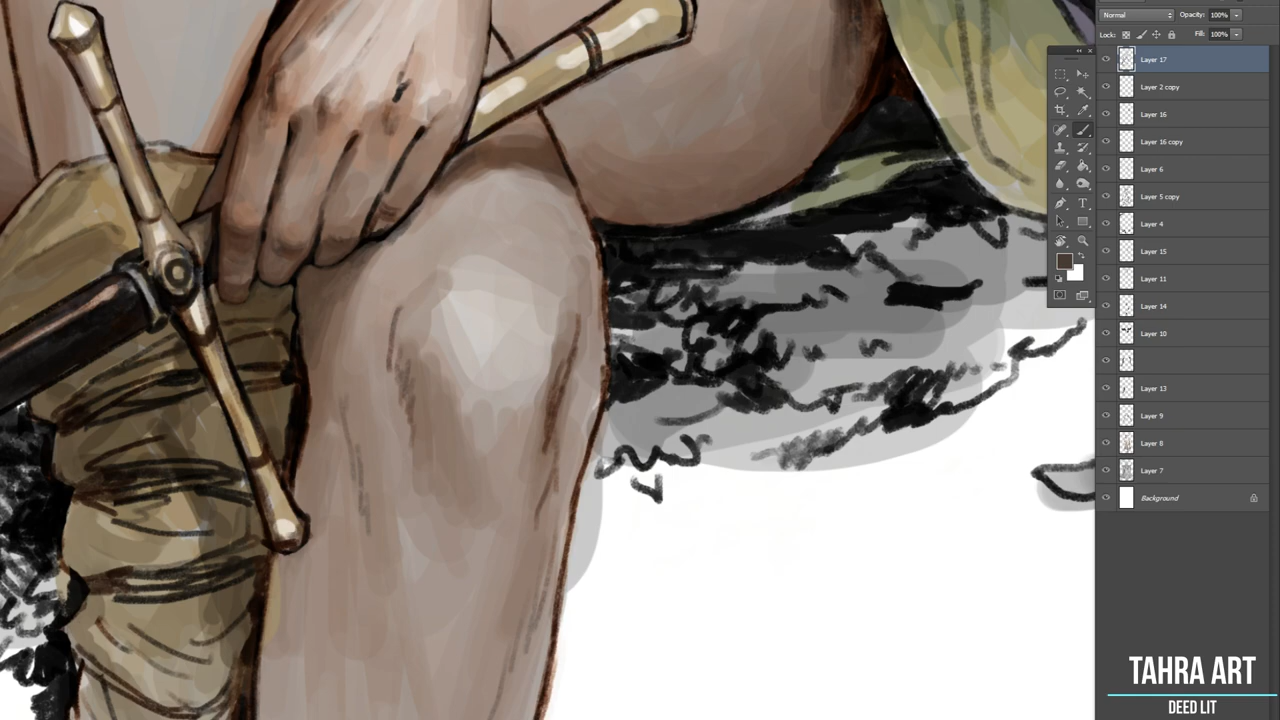 Normal
Opacity: 100%
Lock:
Fill: 100%
Layer 17
Layer 2 copy
Layer 16
Layer 16 copy
Layer 6
Layer 5 copy
Layer 4
Layer 15
Layer 11
Layer 14
Layer 10
Layer 13
Layer 9
Layer 8
Layer 7
Background
TAHRA ART
DEED LIT